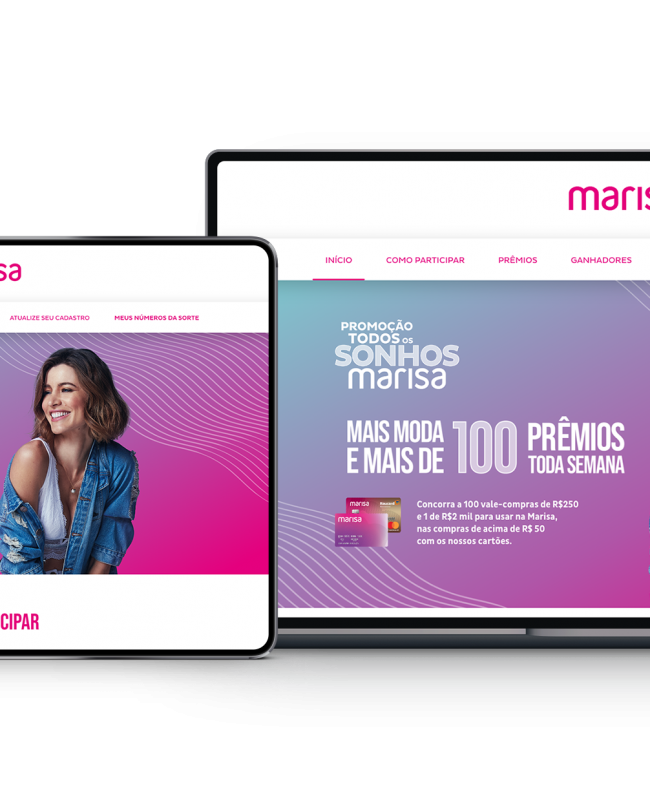 marisa
INÍCIO COMO PARTICIPAR PRÊMIOS GANHADORES
PROMOÇÃO
TODOS OS
SONHOS
marisa
MAIS MODA
E MAIS DE
100
PRÊMIOS
TODA SEMANA
marisa
marisa
Concorra a 100 vale-compras de R$250
e 1 de R$2 mil para usar na Marisa,
nas compras de acima de R$ 50
com os nossos cartões.
sa
ATUALIZE SEU CADASTRO MEUS NÚMEROS DA SORTE
CIPAR